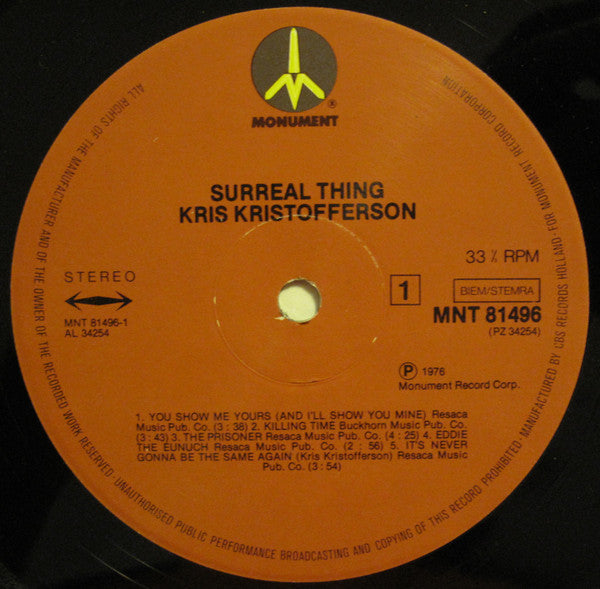 ®
MONUMENT
SURREAL THING
KRIS KRISTOFFERSON
STEREO
MNT 81496-1
AL 34254
33⅓ RPM
1
BIEM/STEMRA
MNT 81496
(PZ 34254)
Ⓟ 1976
Monument Record Corp.
1. YOU SHOW ME YOURS (AND I'LL SHOW YOU MINE) Resaca
Music Pub. Co. (3 : 38) 2. KILLING TIME Buckhorn Music Pub. Co.
(3 : 43) 3. THE PRISONER Resaca Music Pub. Co. (4 : 25) 4. EDDIE
THE EUNUCH Resaca Music Pub. Co. (2 : 56) 5. IT'S NEVER
GONNA BE THE SAME AGAIN (Kris Kristofferson) Resaca Music
Pub. Co. (3 : 54)
ALL RIGHTS OF THE MANUFACTURER AND OF THE OWNER OF THE RECORDED WORK RESERVED·UNAUTHORISED PUBLIC PERFORMANCE BROADCASTING AND COPYING OF THIS RECORD PROHIBITED·MANUFACTURED BY CBS RECORDS HOLLAND·FOR MONUMENT RECORD CORPORATION